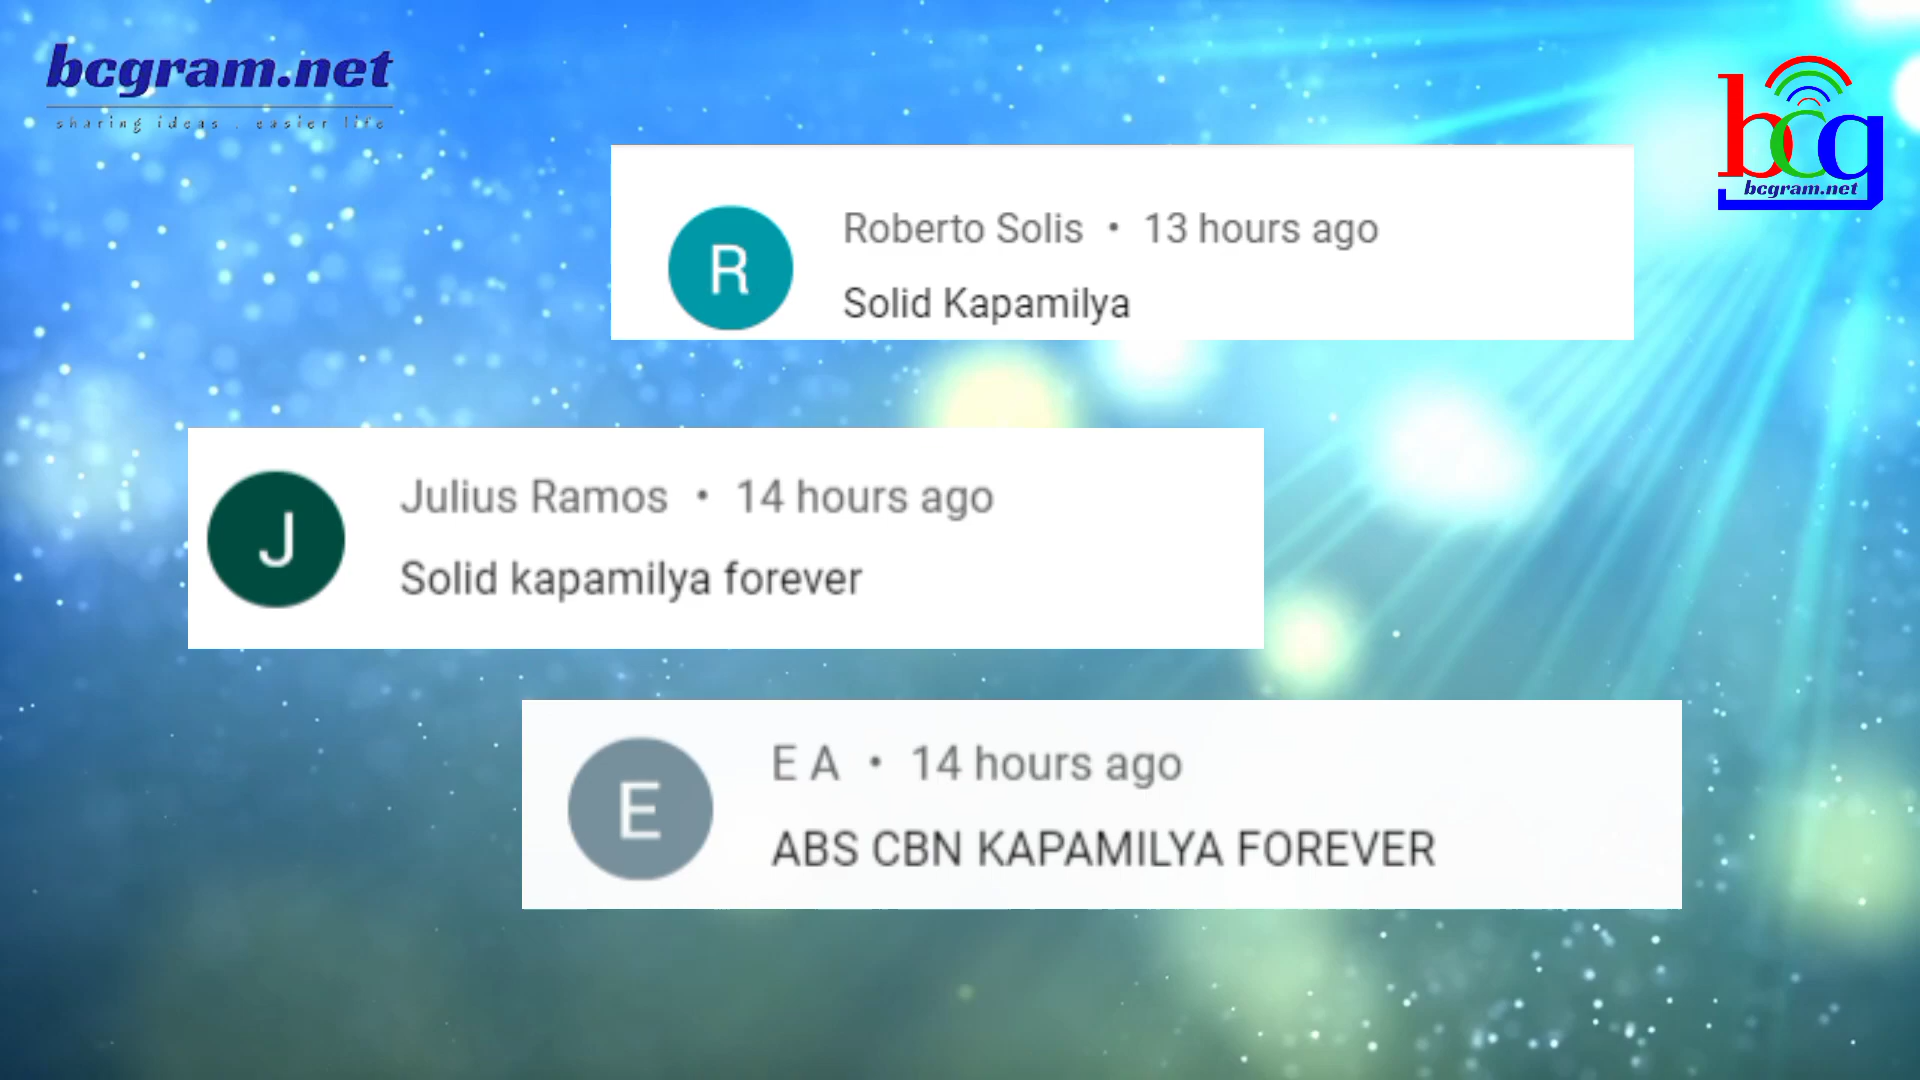 bcgram.net
sharing ideas . easier life
bcg
bcgram.net
R
Roberto Solis • 13 hours ago
Solid Kapamilya
J
Julius Ramos • 14 hours ago
Solid kapamilya forever
E
E A • 14 hours ago
ABS CBN KAPAMILYA FOREVER